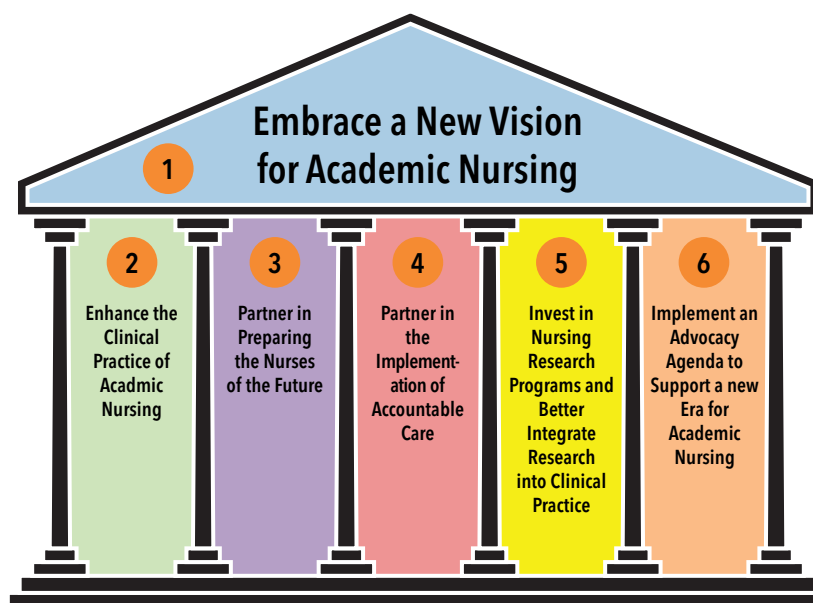 Embrace a New Vision
for Academic Nursing
1
2
Enhance the
Clinical
Practice of
Acadmic
Nursing
3
Partner in
Preparing
the Nurses
of the Future
4
Partner in
the
Implement-
ation of
Accountable
Care
5
Invest in
Nursing
Research
Programs and
Better
Integrate
Research
into Clinical
Practice
6
Implement an
Advocacy
Agenda to
Support a new
Era for
Academic
Nursing